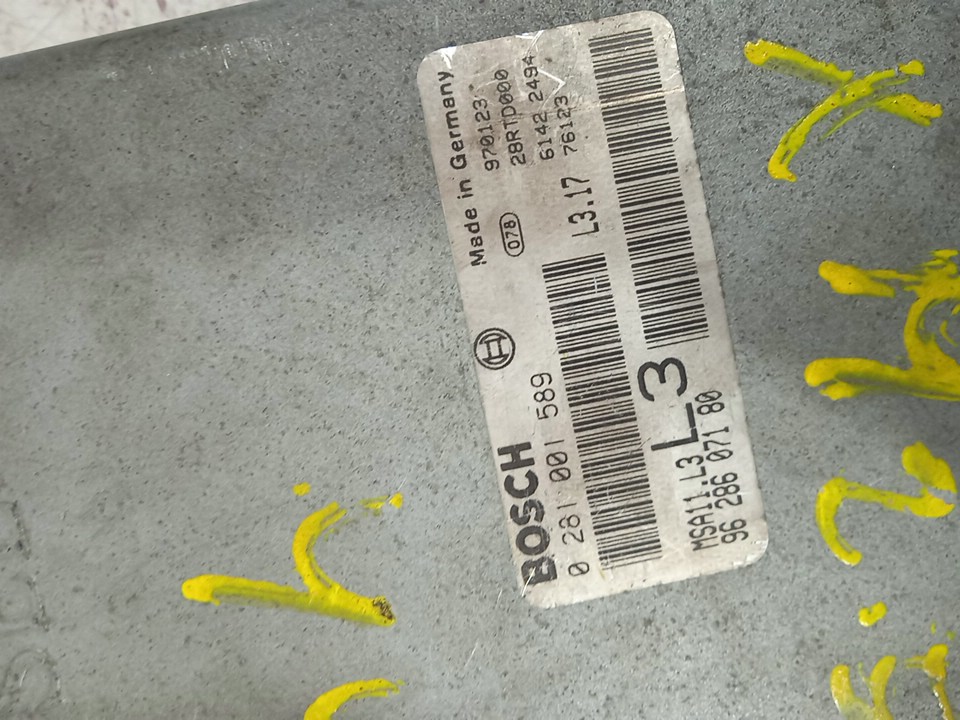 BOSCH
Made in Germany
0 281 001 589
078
970123
28RTD000
6142 2494
L3.17
76123
L3
MSA11.L3
96 286 071 80